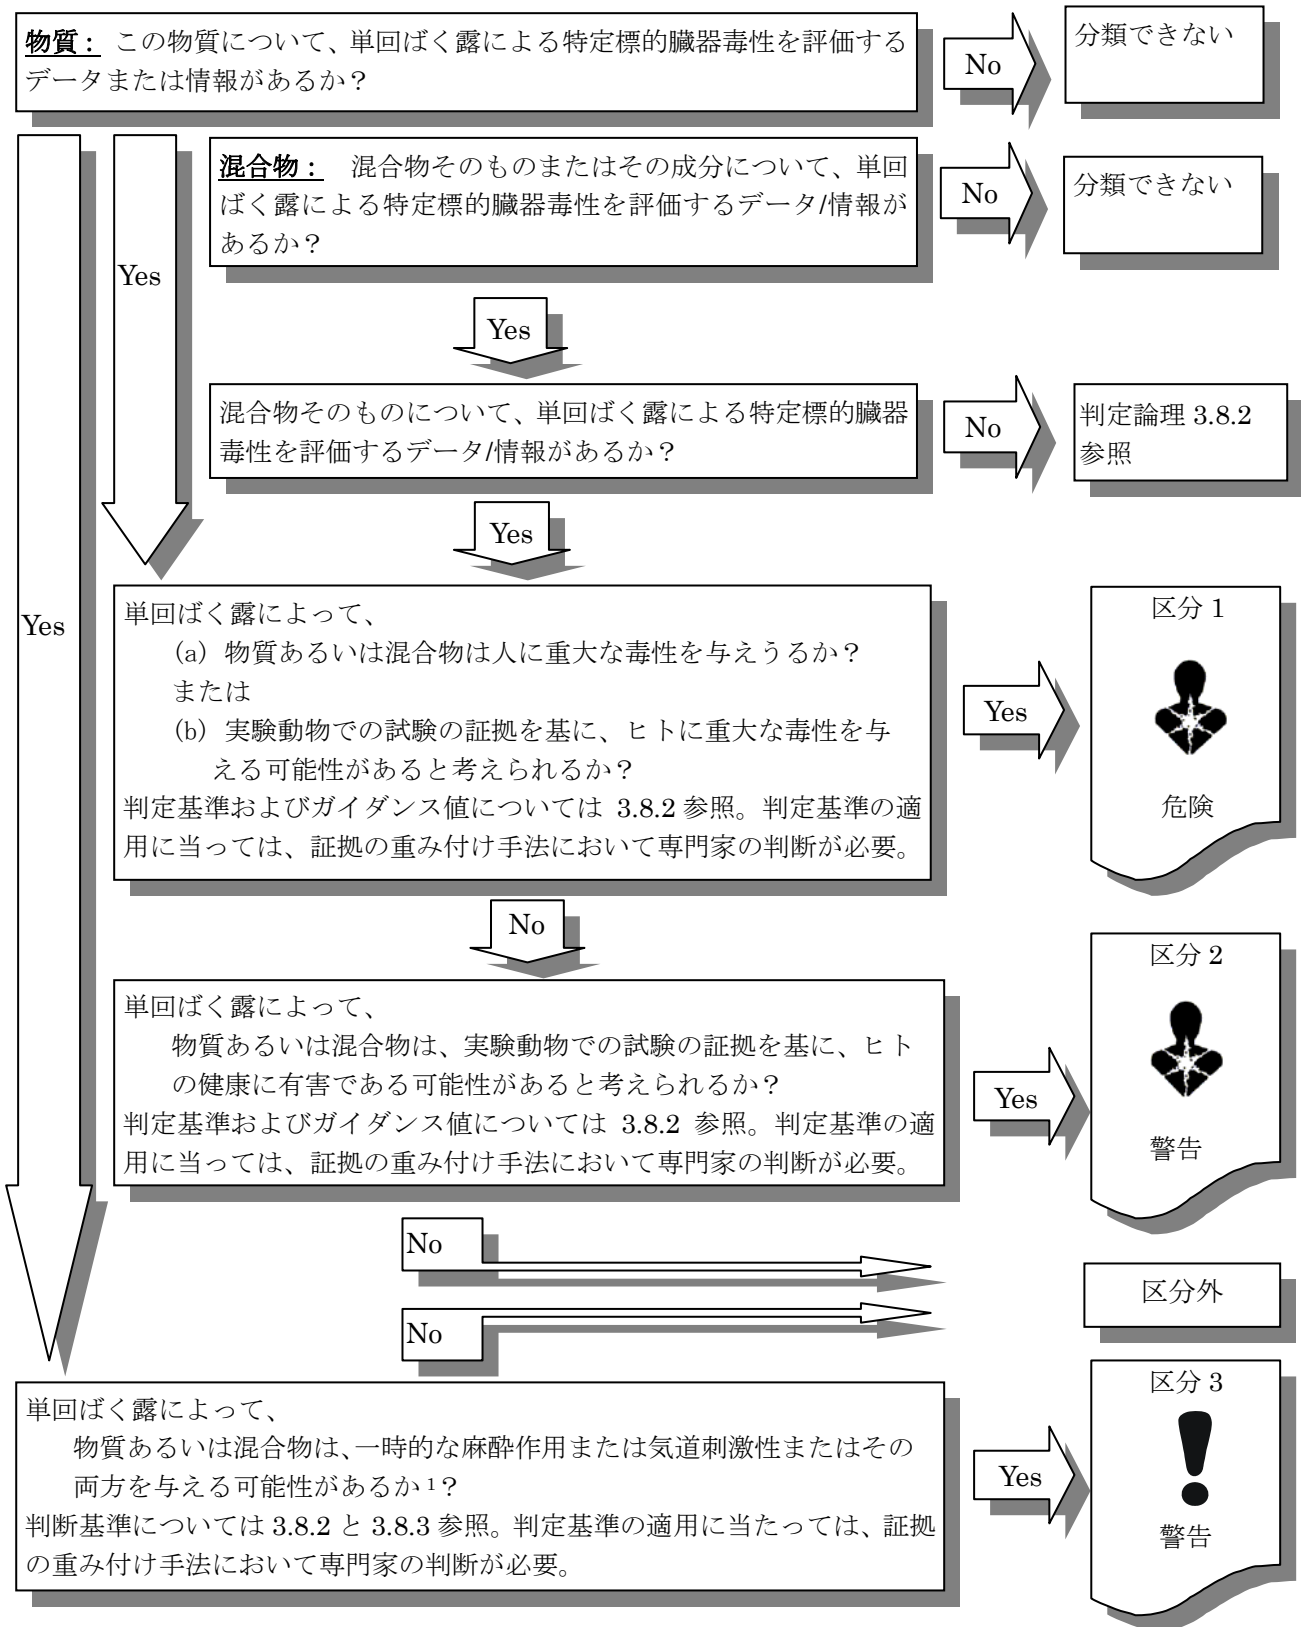 物質： この物質について、単回ばく露による特定標的臓器毒性を評価する
データまたは情報があるか？
No
分類できない
混合物： 混合物そのものまたはその成分について、単回
ばく露による特定標的臓器毒性を評価するデータ/情報が
あるか？
No
分類できない
Yes
Yes
混合物そのものについて、単回ばく露による特定標的臓器
毒性を評価するデータ/情報があるか？
No
判定論理 3.8.2
参照
Yes
Yes
単回ばく露によって、
(a) 物質あるいは混合物は人に重大な毒性を与えうるか？
または
(b) 実験動物での試験の証拠を基に、ヒトに重大な毒性を与
える可能性があると考えられるか？
判定基準およびガイダンス値については 3.8.2 参照。判定基準の適
用に当っては、証拠の重み付け手法において専門家の判断が必要。
Yes
区分 1
危険
No
単回ばく露によって、
物質あるいは混合物は、実験動物での試験の証拠を基に、ヒト
の健康に有害である可能性があると考えられるか？
判定基準およびガイダンス値については 3.8.2 参照。判定基準の適
用に当っては、証拠の重み付け手法において専門家の判断が必要。
Yes
区分 2
警告
No
区分外
No
単回ばく露によって、
物質あるいは混合物は、一時的な麻酔作用または気道刺激性またはその
両方を与える可能性があるか 1？
判断基準については 3.8.2 と 3.8.3 参照。判定基準の適用に当たっては、証拠
の重み付け手法において専門家の判断が必要。
Yes
区分 3
警告